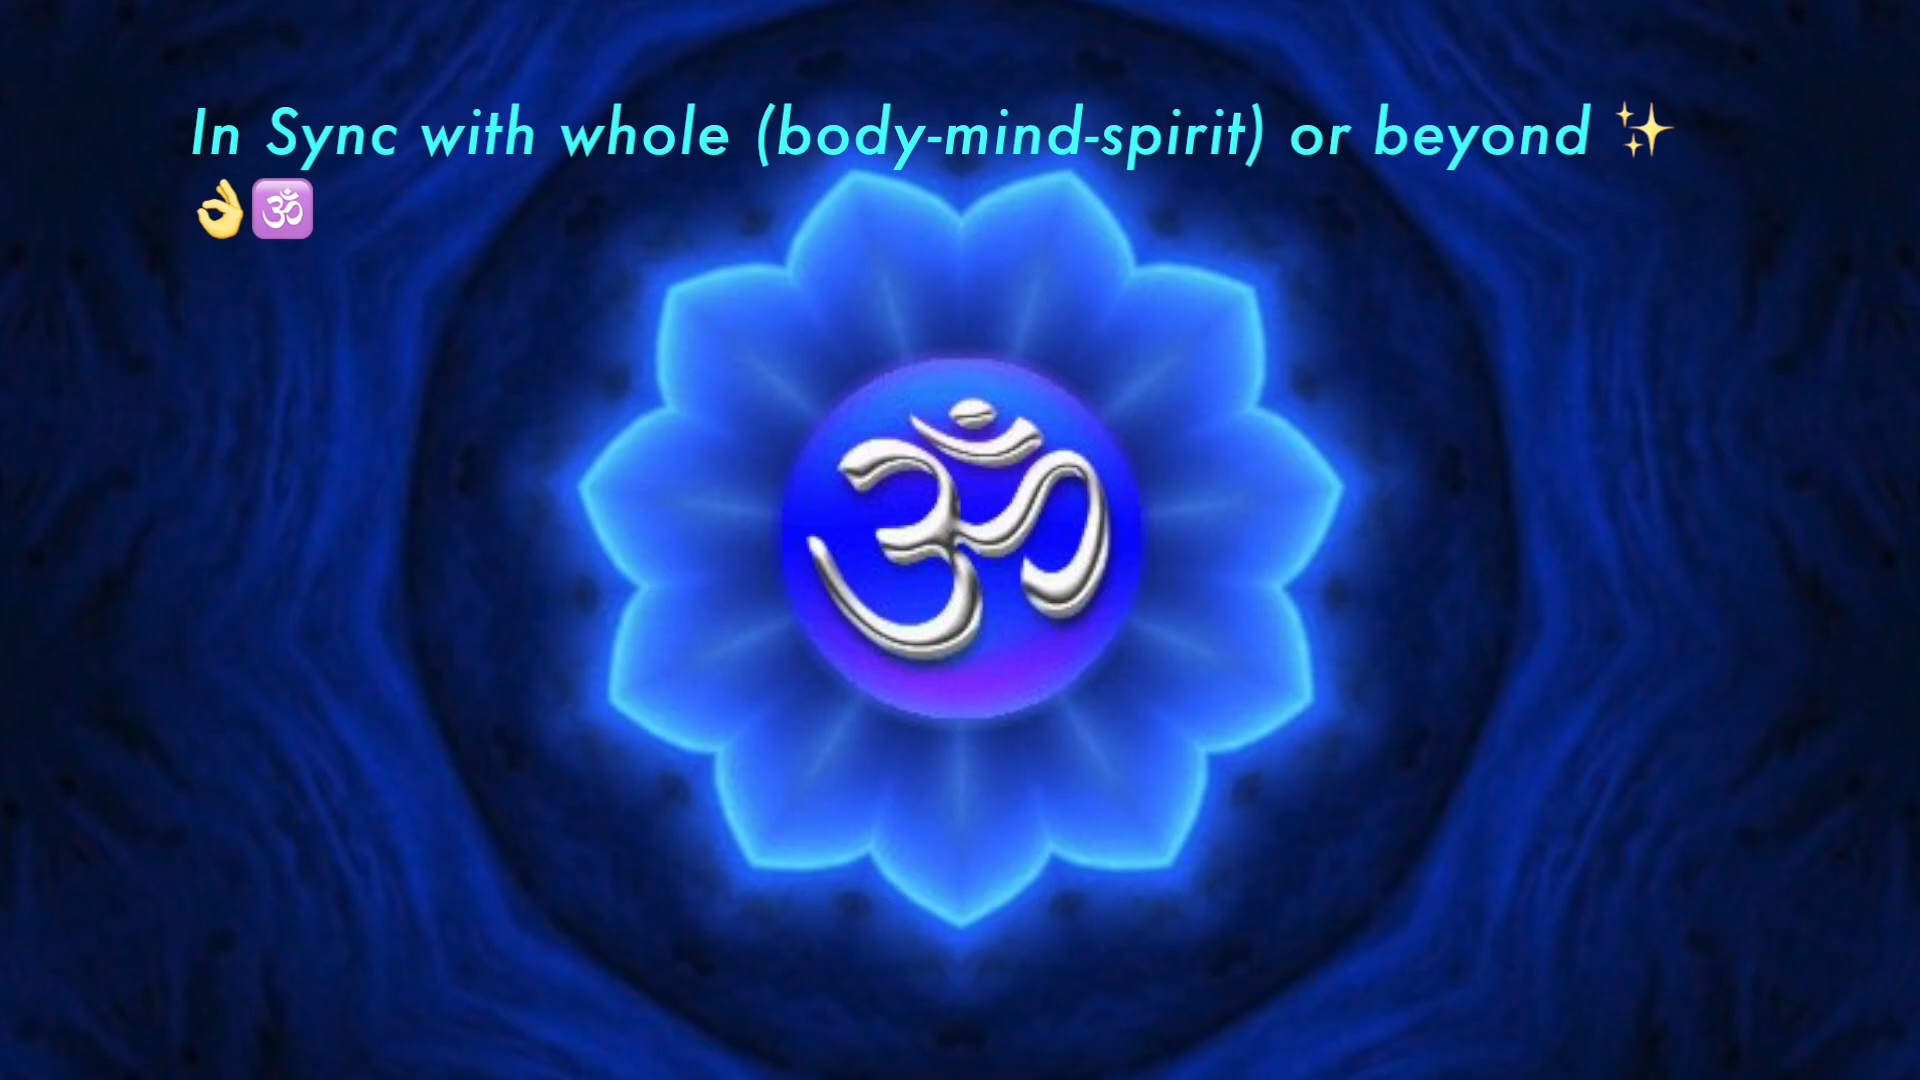 In Sync with whole (body-mind-spirit) or beyond ✨
👌🕉️
ॐ